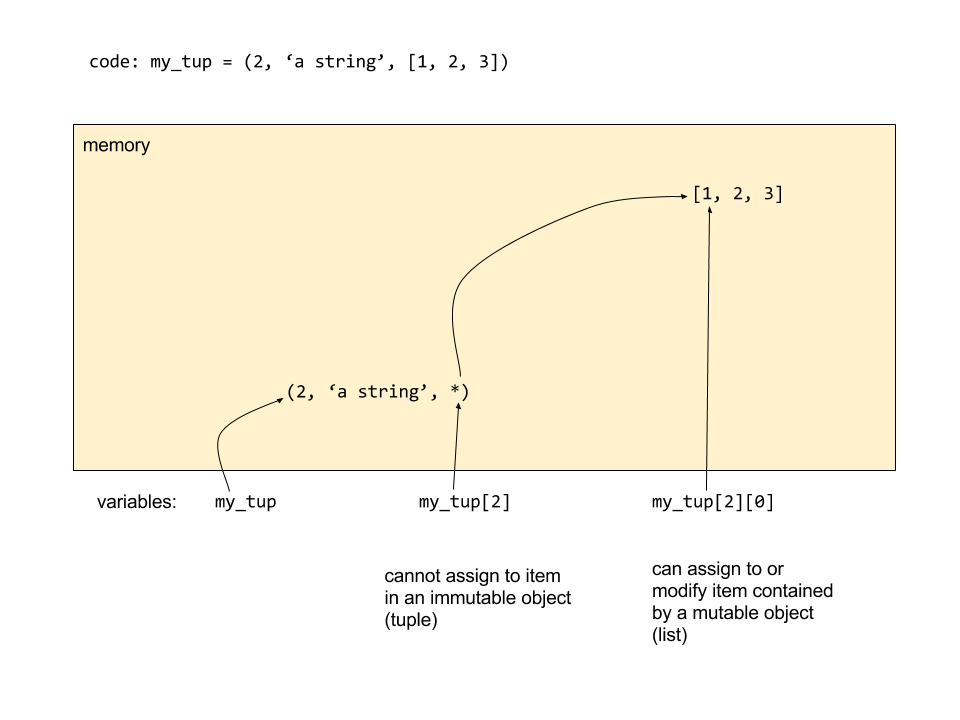 code: my_tup = (2, ‘a string’, [1, 2, 3])
memory
[1, 2, 3]
(2, ‘a string’, *)
variables: my_tup my_tup[2] my_tup[2][0]
cannot assign to item
in an immutable object
(tuple)
can assign to or
modify item contained
by a mutable object
(list)